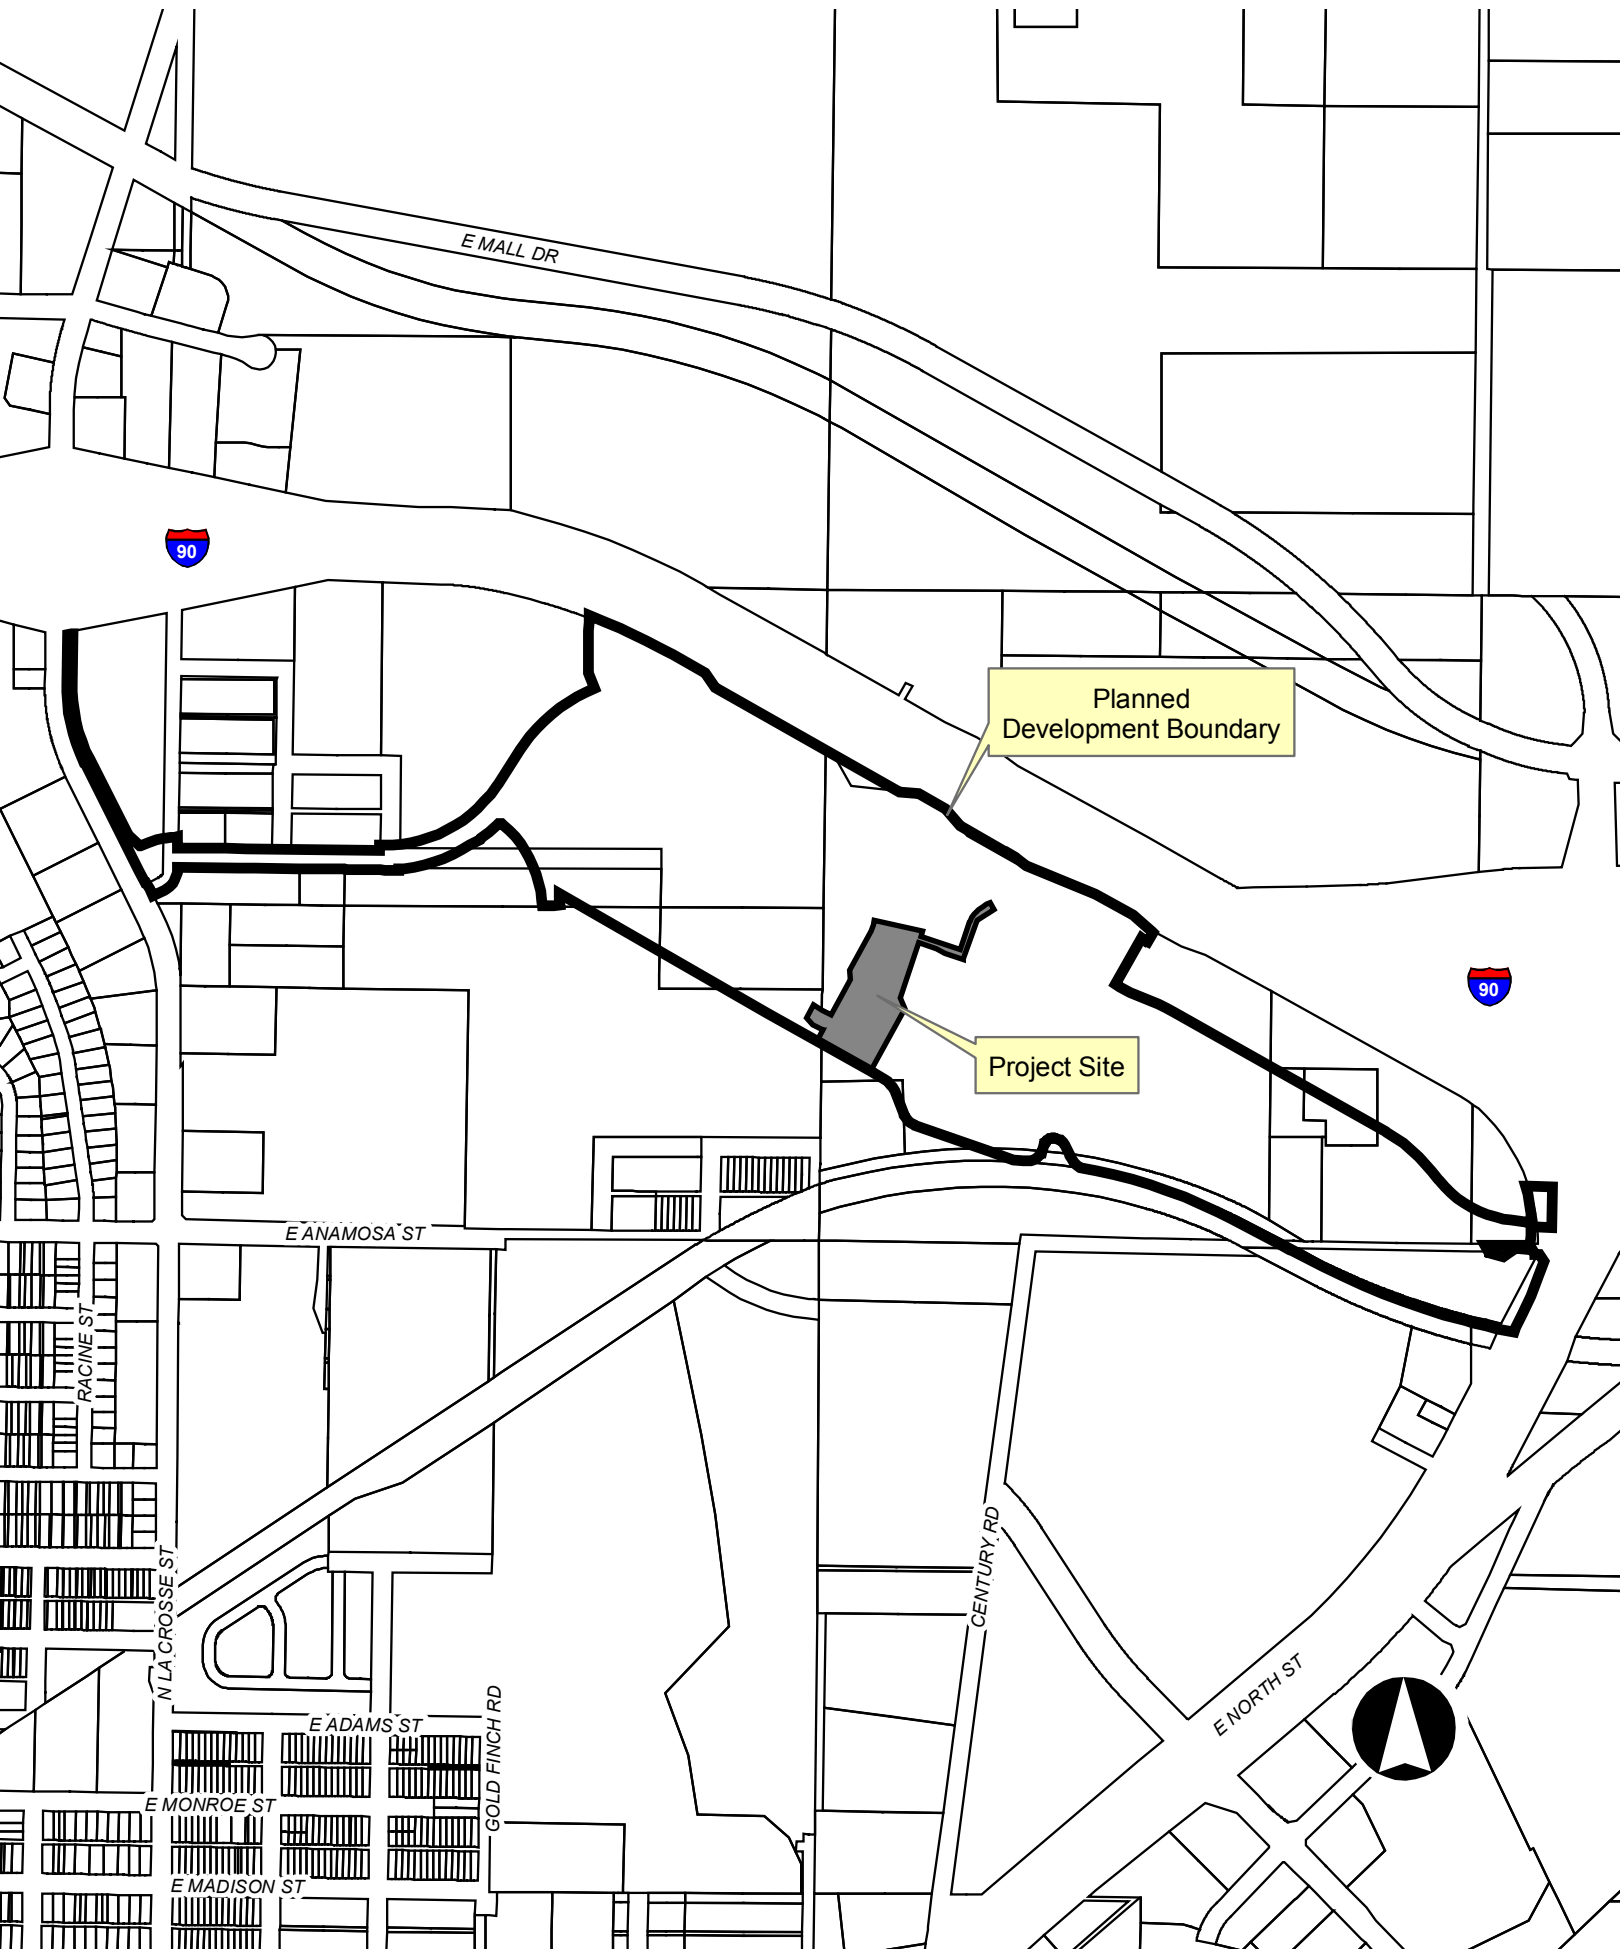 E MALL DR
90
Planned
Development Boundary
90
Project Site
E ANAMOSA ST
RACINE ST
CENTURY RD
N LA CROSSE ST
E NORTH ST
GOLD FINCH RD
E ADAMS ST
E MONROE ST
E MADISON ST